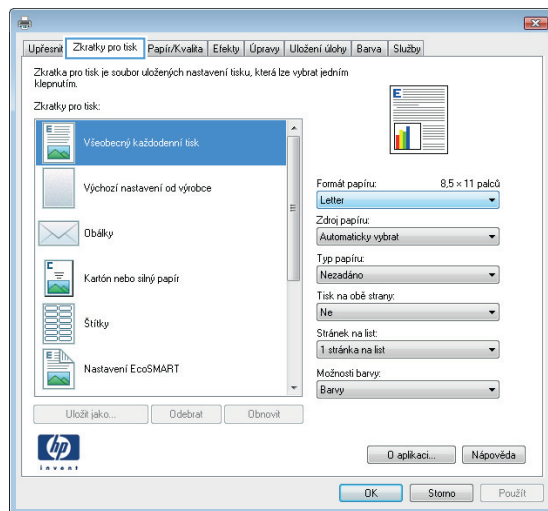 Upřesnit
Zkratky pro tisk
Papír/Kvalita
Efekty
Úpravy
Uložení úlohy
Barva
Služby
Zkratka pro tisk je soubor uložených nastavení tisku, která lze vybrat jedním
klepnutím.
Zkratky pro tisk:
Všeobecný každodenní tisk
Výchozí nastavení od výrobce
Obálky
Kartón nebo silný papír
Štítky
Nastavení EcoSMART
Uložit jako...
Odebrat
Obnovit
Formát papíru:
8,5 × 11 palců
Letter
Zdroj papíru:
Automaticky vybrat
Typ papíru:
Nezadáno
Tisk na obě strany:
Ne
Stránek na list:
1 stránka na list
Možnosti barvy:
Barvy
hp
invent
O aplikaci...
Nápověda
OK
Storno
Použít